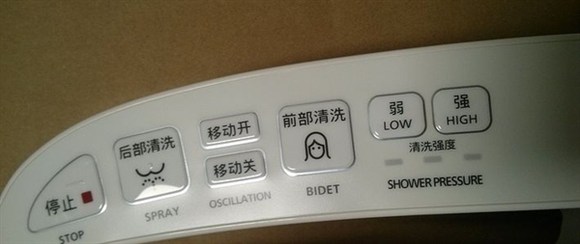 停止
STOP
后部清洗
SPRAY
移动开
移动关
OSCILLATION
前部清洗
BIDET
弱
LOW
强
HIGH
清洗强度
SHOWER PRESSURE